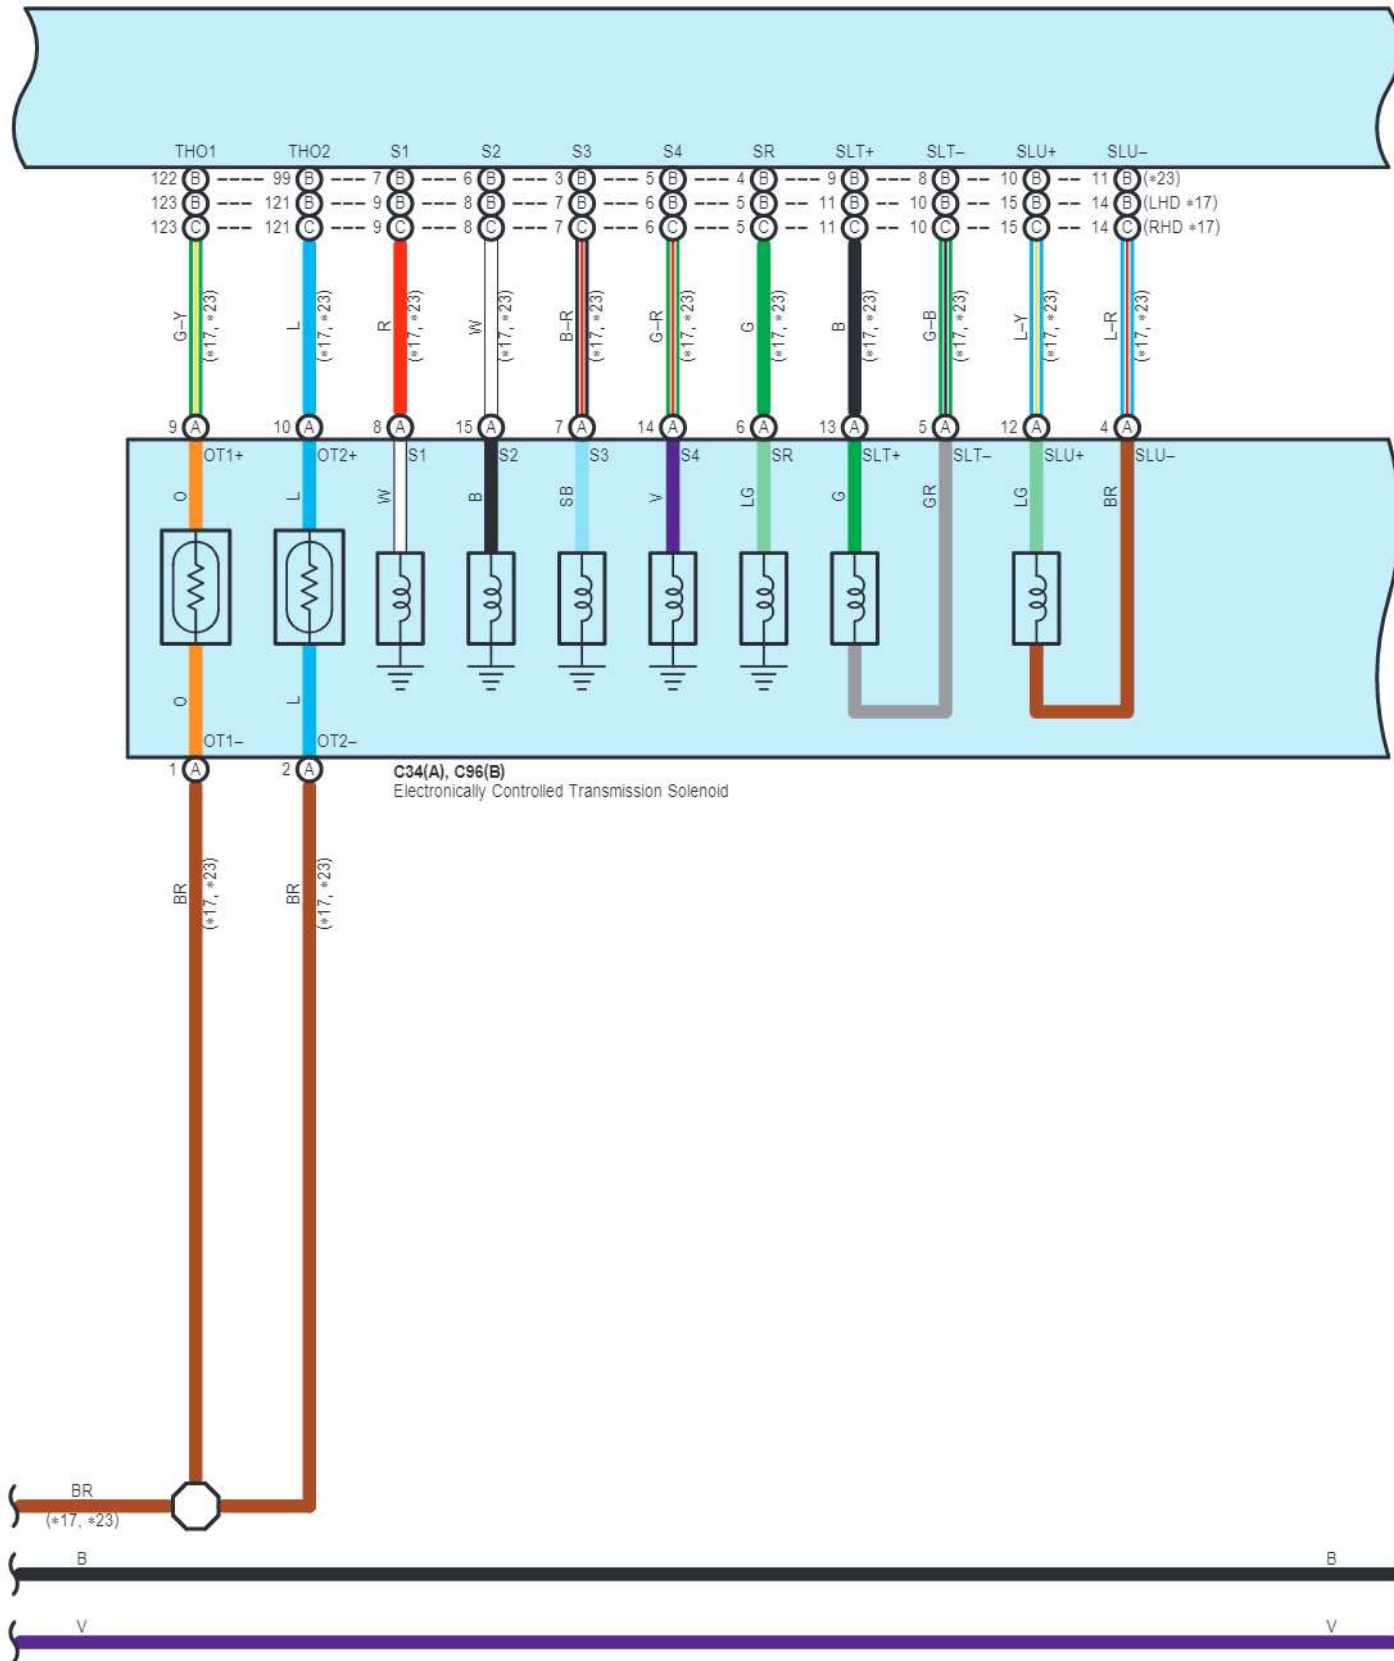 THO1 THO2 S1 S2 S3 S4 SR SLT+ SLT– SLU+ SLU–
122 B 99 B 7 B 6 B 3 B 5 B 4 B 9 B 8 B 10 B 11 B (*23)
123 B 121 B 9 B 8 B 7 B 6 B 5 B 11 B 10 B 15 B 14 B (LHD *17)
123 C 121 C 9 C 8 C 7 C 6 C 5 C 11 C 10 C 15 C 14 C (RHD *17)
G–Y L R W B–R G–R G B G–B L–Y L–R
(*17, *23) (*17, *23) (*17, *23) (*17, *23) (*17, *23) (*17, *23) (*17, *23) (*17, *23) (*17, *23) (*17, *23) (*17, *23)
9 A 10 A 8 A 15 A 7 A 14 A 6 A 13 A 5 A 12 A 4 A
OT1+ OT2+ S1 S2 S3 S4 SR SLT+ SLT– SLU+ SLU–
O L W B SB V LG G GR LG BR
O L
OT1– OT2–
1 A 2 A
C34(A), C96(B)
Electronically Controlled Transmission Solenoid
BR (*17, *23) BR (*17, *23)
BR
(*17, *23)
B B
V V